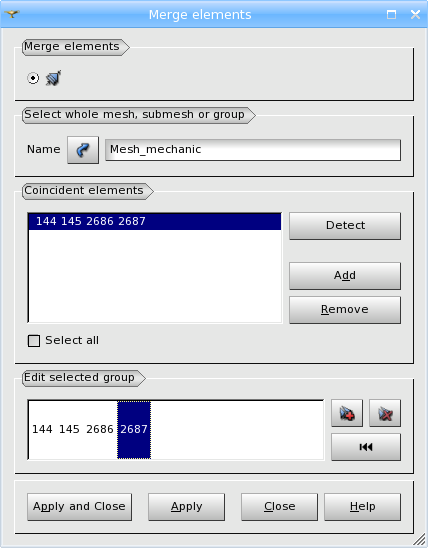 Merge elements
Merge elements
Select whole mesh, submesh or group
Name Mesh_mechanic
Coincident elements
144 145 2686 2687
Detect
Add
Remove
Select all
Edit selected group
144 145 2686 2687
Apply and Close Apply Close Help